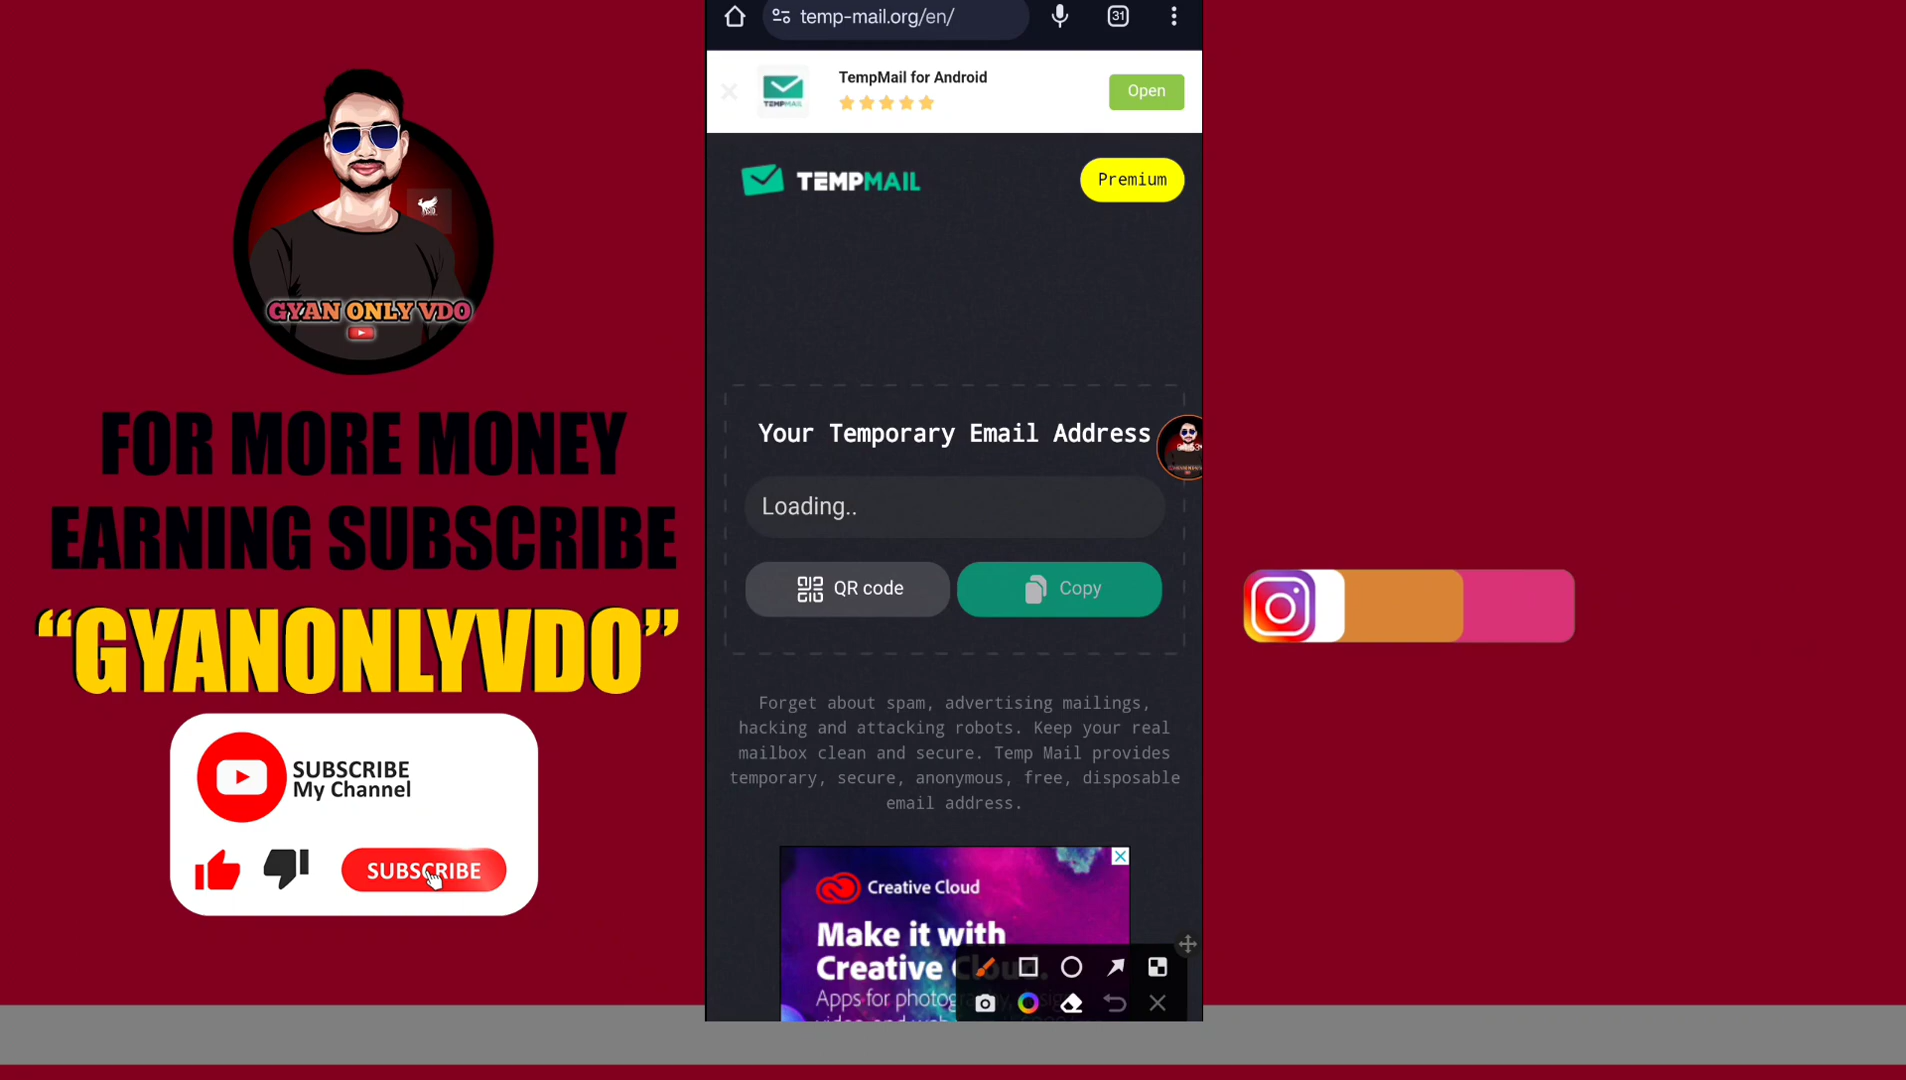 GYAN ONLY VDO
FOR MORE MONEY
EARNING SUBSCRIBE
“GYANONLYVDO”
SUBSCRIBE
My Channel
SUBSCRIBE
temp-mail.org/en/
31
TempMail for Android
TEMPMAIL
Open
TEMPMAIL
Premium
Your Temporary Email Address
Loading..
QR code
Copy
Forget about spam, advertising mailings,
hacking and attacking robots. Keep your real
mailbox clean and secure. Temp Mail provides
temporary, secure, anonymous, free, disposable
email address.
Creative Cloud
Make it with
Creative Cloud.
Apps for